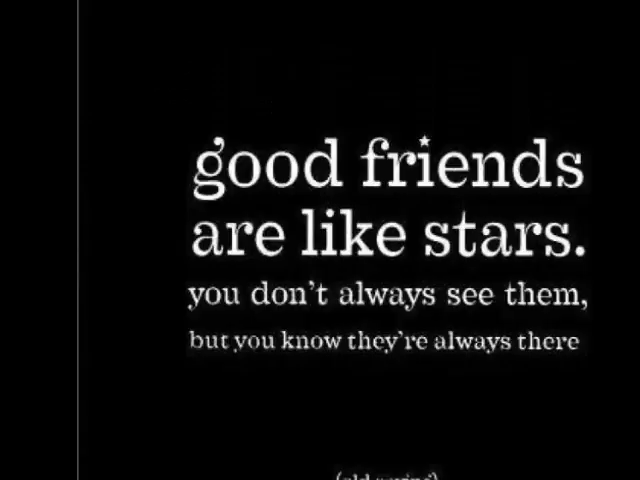 good friends
are like stars.
you don't always see them,
but you know they're always there